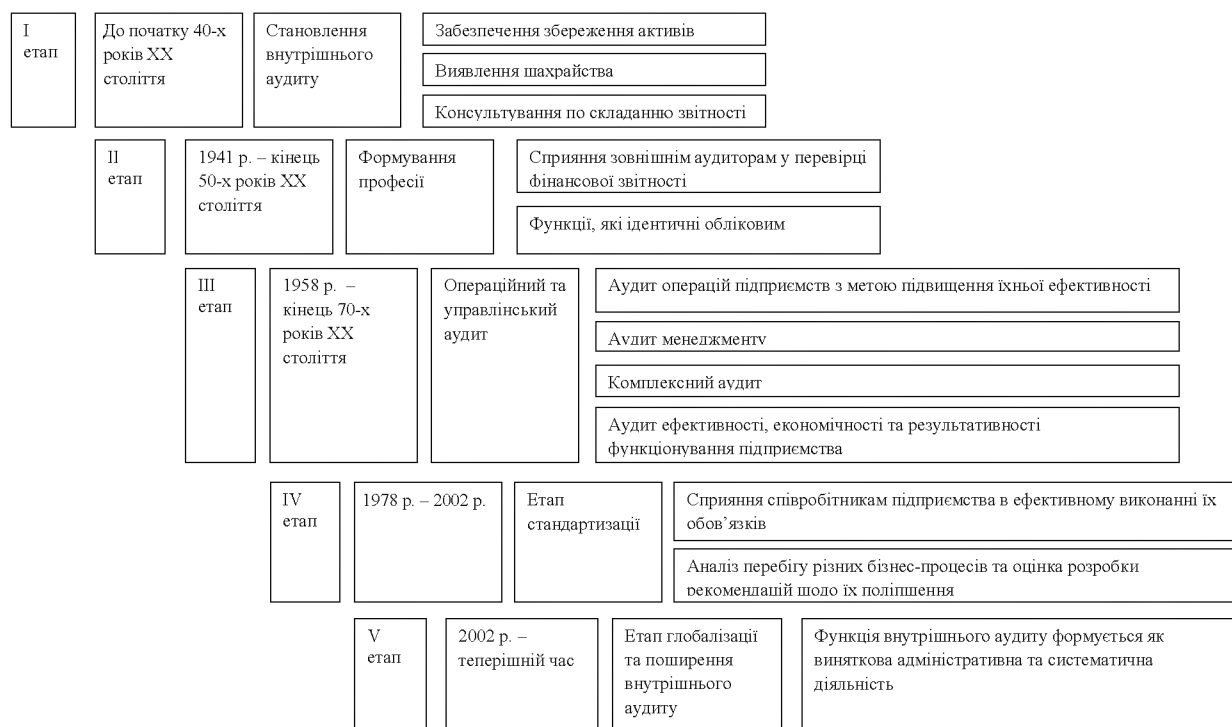 I
етап
До початку 40-х
років XX
століття
Становлення
внутрішнього
аудиту
Забезпечення збереження активів
Виявлення шахрайства
Консультування по складанню звітності
II
етап
1941 р. – кінець
50-х років XX
століття
Формування
професії
Сприяння зовнішнім аудиторам у перевірці
фінансової звітності
Функції, які ідентичні обліковим
III
етап
1958 р. –
кінець 70-х
років XX
століття
Операційний та
управлінський
аудит
Аудит операцій підприємств з метою підвищення їхньої ефективності
Аудит менеджменту
Комплексний аудит
Аудит ефективності, економічності та результативності
функціонування підприємства
IV
етап
1978 р. – 2002 р.
Етап
стандартизації
Сприяння співробітникам підприємства в ефективному виконанні їх
обов’язків
Аналіз перебігу різних бізнес-процесів та оцінка розробки
рекомендацій щодо їх поліпшення
V
етап
2002 р. –
теперішній час
Етап глобалізації
та поширення
внутрішнього
аудиту
Функція внутрішнього аудиту формується як
виняткова адміністративна та систематична
діяльність